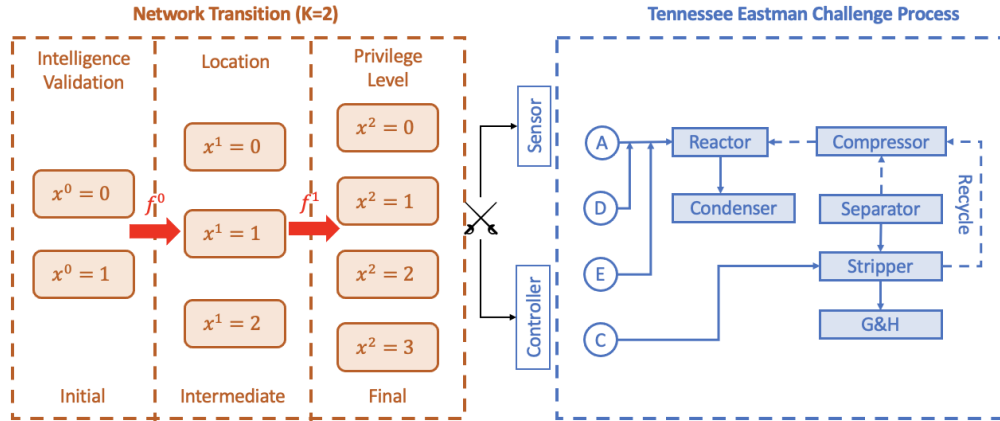 Network Transition (K=2)
Intelligence
Validation
x⁰ = 0
x⁰ = 1
Initial
f⁰
Location
x¹ = 0
x¹ = 1
x¹ = 2
Intermediate
f¹
Privilege
Level
x² = 0
x² = 1
x² = 2
x² = 3
Final
Sensor
Controller
Tennessee Eastman Challenge Process
A
D
E
C
Reactor
Condenser
Compressor
Separator
Stripper
G&H
Recycle